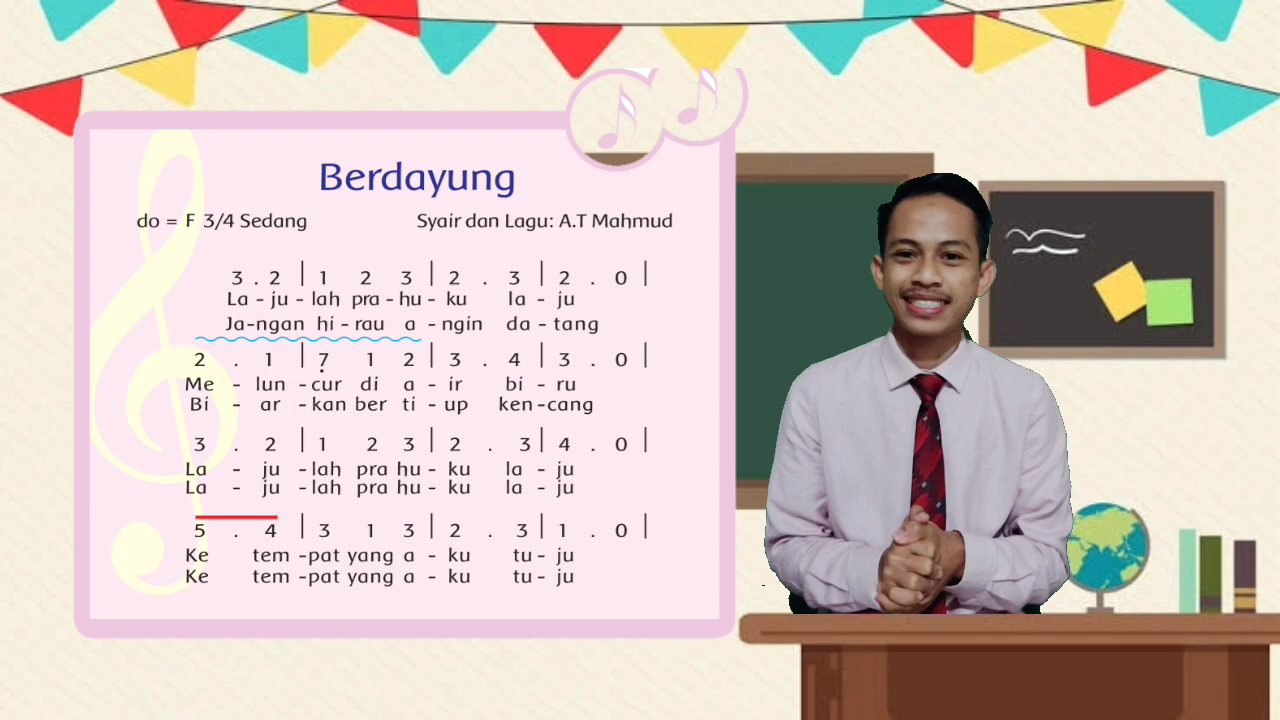 Berdayung
do = F 3/4 Sedang Syair dan Lagu: A.T Mahmud
3 . 2 | 1 2 3 | 2 . 3 | 2 . 0 |
La - ju - lah pra - hu - ku la - ju
Ja-ngan hi - rau a - ngin da - tang
2 . 1 | 7̣ 1 2 | 3 . 4 | 3 . 0 |
Me - lun - cur di a - ir bi - ru
Bi - ar - kan ber ti - up ken-cang
3 . 2 | 1 2 3 | 2 . 3 | 4 . 0 |
La - ju - lah pra hu - ku la - ju
La - ju - lah pra hu - ku la - ju
5 . 4 | 3 1 3 | 2 . 3 | 1 . 0 |
Ke tem -pat yang a - ku tu - ju
Ke tem -pat yang a - ku tu - ju